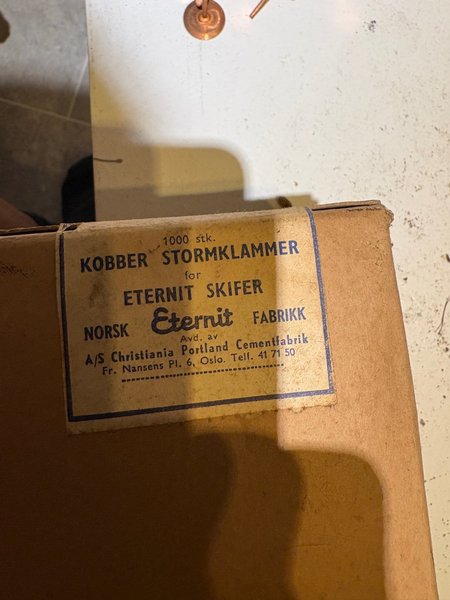 1000 stk.
KOBBER STORMKLAMMER
for
ETERNIT SKIFER
NORSK Eternit FABRIKK
Avd. av
A/S Christiania Portland Cementfabrik
Fr. Nansens Pl. 6, Oslo. Telf. 41 71 50